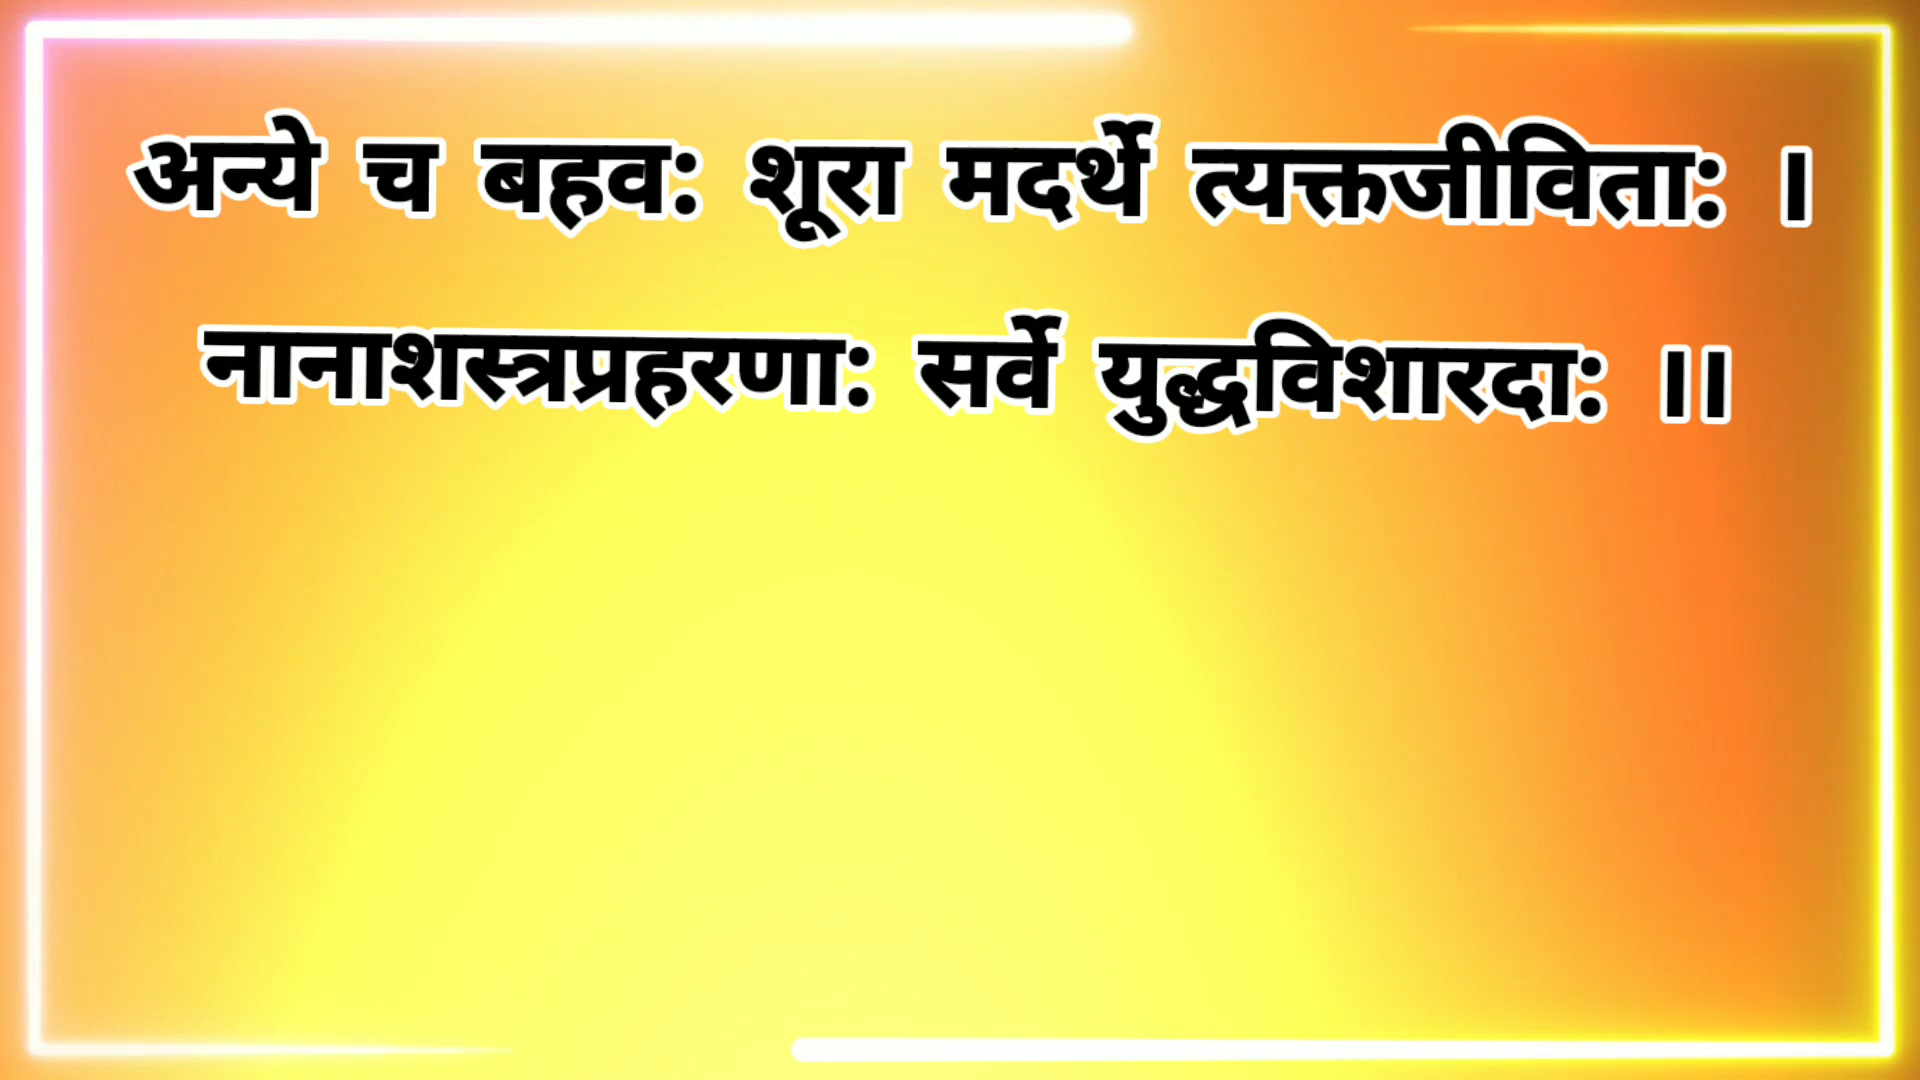 अन्ये च बहवः शूरा मदर्थे त्यक्तजीविताः ।
नानाशस्त्रप्रहरणाः सर्वे युद्धविशारदाः ।।